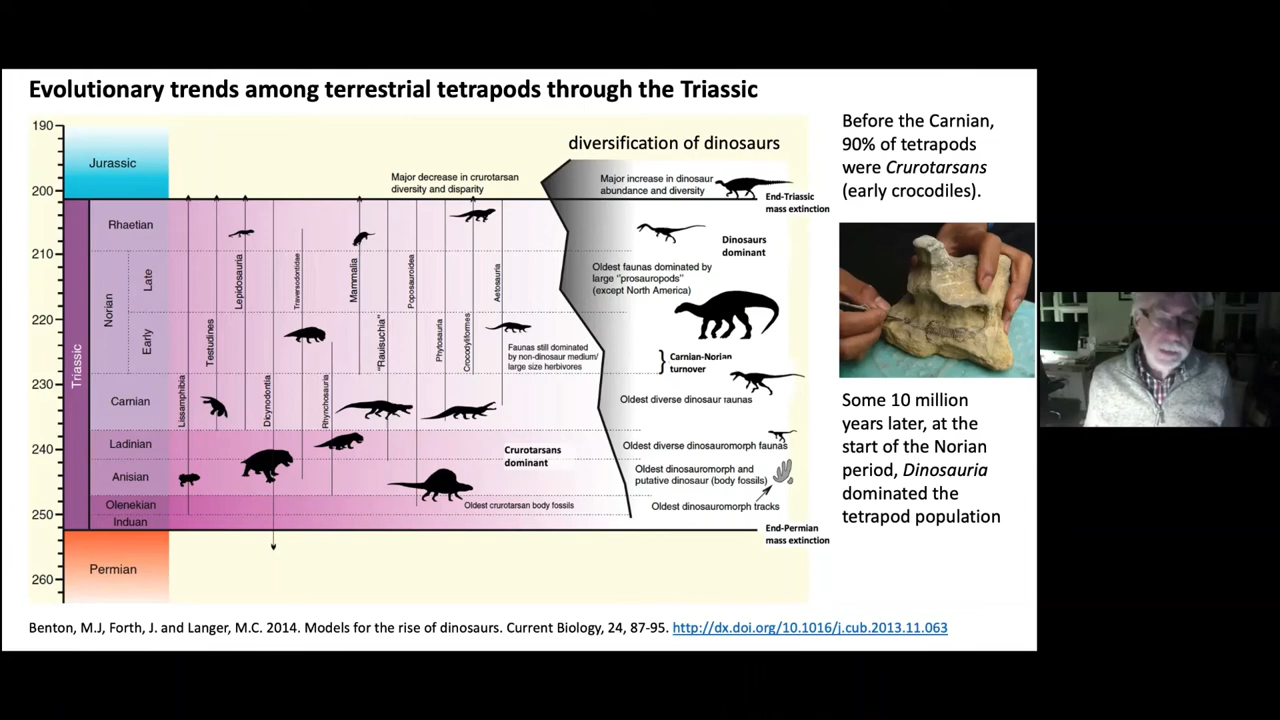 Evolutionary trends among terrestrial tetrapods through the Triassic
190
200
210
220
230
240
250
260
Jurassic
Triassic
Rhaetian
Norian
Late
Early
Carnian
Ladinian
Anisian
Olenekian
Induan
Permian
Lissamphibia
Testudines
Lepidosauria
Dicynodontia
Traversodontidae
Rhynchosauria
Mammalia
"Rauisuchia"
Poposauroidea
Phytosauria
Crocodyliformes
Aetosauria
Major decrease in crurotarsan
diversity and disparity
Faunas still dominated
by non-dinosaur medium/
large size herbivores
Crurotarsans
dominant
Oldest crurotarsan body fossils
diversification of dinosaurs
Major increase in dinosaur
abundance and diversity
End-Triassic
mass extinction
Dinosaurs
dominant
Oldest faunas dominated by
large "prosauropods"
(except North America)
Carnian-Norian
turnover
Oldest diverse dinosaur faunas
Oldest diverse dinosauromorph faunas
Oldest dinosauromorph and
putative dinosaur (body fossils)
Oldest dinosauromorph tracks
End-Permian
mass extinction
Before the Carnian,
90% of tetrapods
were Crurotarsans
(early crocodiles).
Some 10 million
years later, at the
start of the Norian
period, Dinosauria
dominated the
tetrapod population
Benton, M.J, Forth, J. and Langer, M.C. 2014. Models for the rise of dinosaurs. Current Biology, 24, 87-95. http://dx.doi.org/10.1016/j.cub.2013.11.063